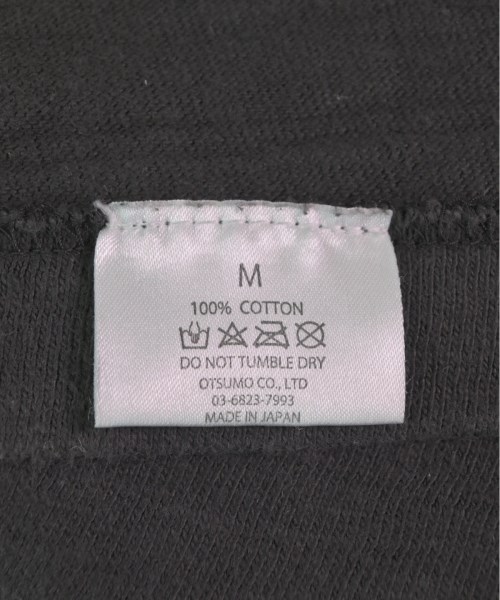 M
100% COTTON
DO NOT TUMBLE DRY
OTSUMO CO., LTD
03-6823-7993
MADE IN JAPAN